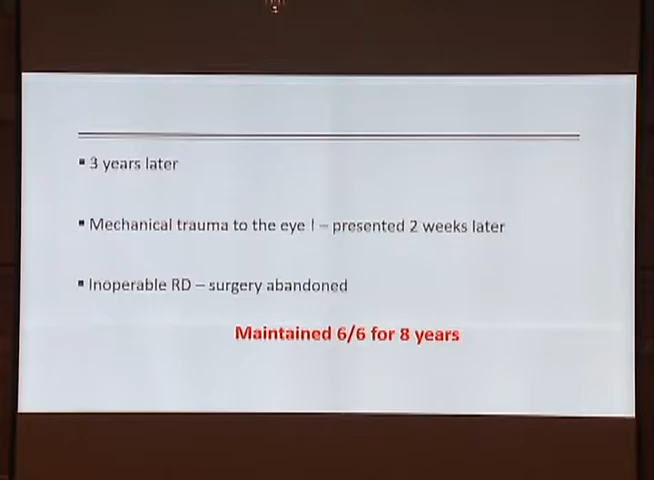 ▪ 3 years later
▪ Mechanical trauma to the eye ! – presented 2 weeks later
▪ Inoperable RD – surgery abandoned
Maintained 6/6 for 8 years